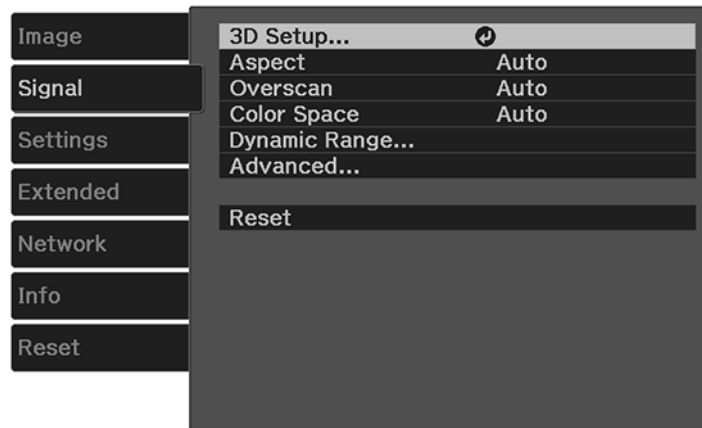 Image
Signal
Settings
Extended
Network
Info
Reset
3D Setup...
Aspect Auto
Overscan Auto
Color Space Auto
Dynamic Range...
Advanced...
Reset